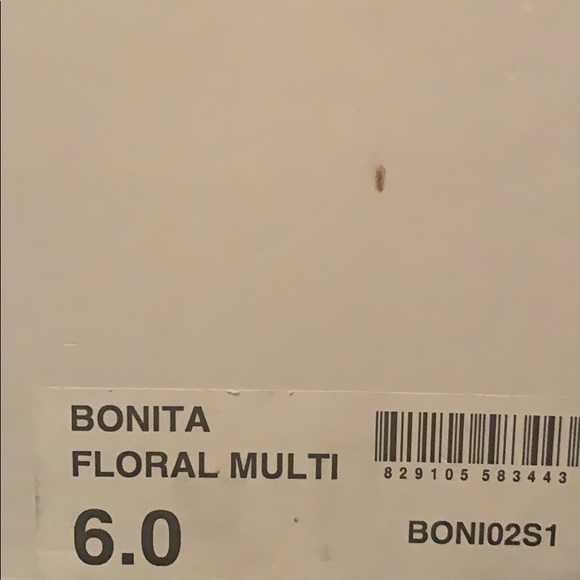 BONITA
FLORAL MULTI
6.0
829105 583443
BONI02S1